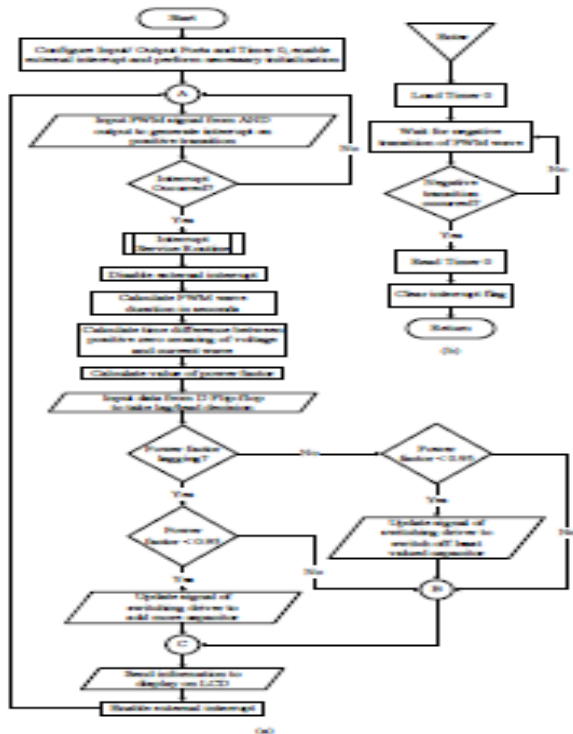 Start
Configure Input/ Output Ports and Timer 0, enable
external interrupt and perform necessary initialization
A
Input PWM signal from AND
output to generate interrupt on
positive transition
No
Interrupt
Occurred?
Yes
Interrupt
Service Routine
Disable external interrupt
Calculate PWM wave
duration in seconds
Calculate time difference between
positive zero crossing of voltage
and current wave
Calculate value of power factor
Input data from D Flip-flop
to take lag/lead decision
Power factor
lagging?
No
Yes
Power
factor < 0.95
No
Yes
Update signal of
switching driver to
add more capacitor
C
Send information to
display on LCD
Enable external interrupt
(a)
Power
factor < 0.95
No
Yes
Update signal of
switching driver to
switch off least
valued capacitor
B
Enter
Load Timer 0
Wait for negative
transition of PWM wave
No
Negative
transition
occurred?
Yes
Read Timer 0
Clear interrupt flag
Return
(b)